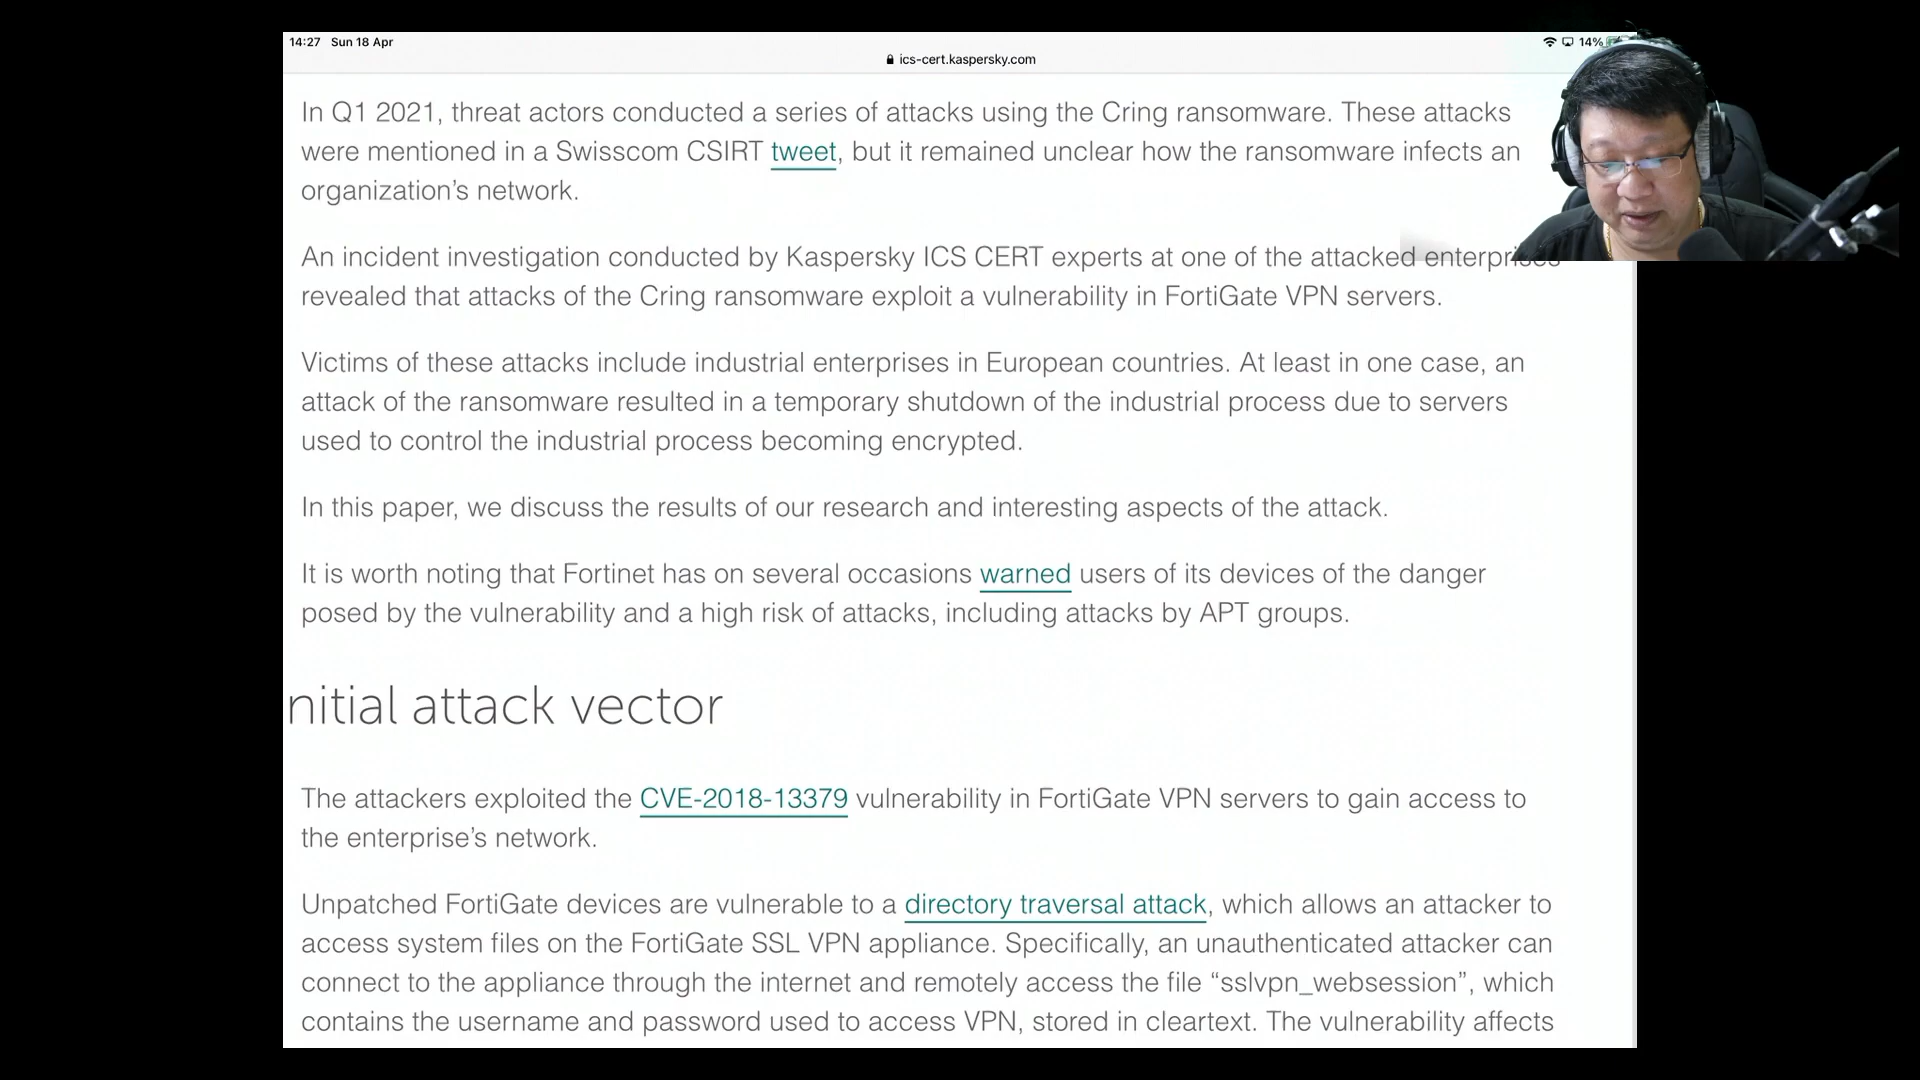 14:27 Sun 18 Apr
14%
ics-cert.kaspersky.com
In Q1 2021, threat actors conducted a series of attacks using the Cring ransomware. These attacks
were mentioned in a Swisscom CSIRT tweet, but it remained unclear how the ransomware infects an
organization’s network.
An incident investigation conducted by Kaspersky ICS CERT experts at one of the attacked enterprises
revealed that attacks of the Cring ransomware exploit a vulnerability in FortiGate VPN servers.
Victims of these attacks include industrial enterprises in European countries. At least in one case, an
attack of the ransomware resulted in a temporary shutdown of the industrial process due to servers
used to control the industrial process becoming encrypted.
In this paper, we discuss the results of our research and interesting aspects of the attack.
It is worth noting that Fortinet has on several occasions warned users of its devices of the danger
posed by the vulnerability and a high risk of attacks, including attacks by APT groups.
nitial attack vector
The attackers exploited the CVE-2018-13379 vulnerability in FortiGate VPN servers to gain access to
the enterprise’s network.
Unpatched FortiGate devices are vulnerable to a directory traversal attack, which allows an attacker to
access system files on the FortiGate SSL VPN appliance. Specifically, an unauthenticated attacker can
connect to the appliance through the internet and remotely access the file “sslvpn_websession”, which
contains the username and password used to access VPN, stored in cleartext. The vulnerability affects